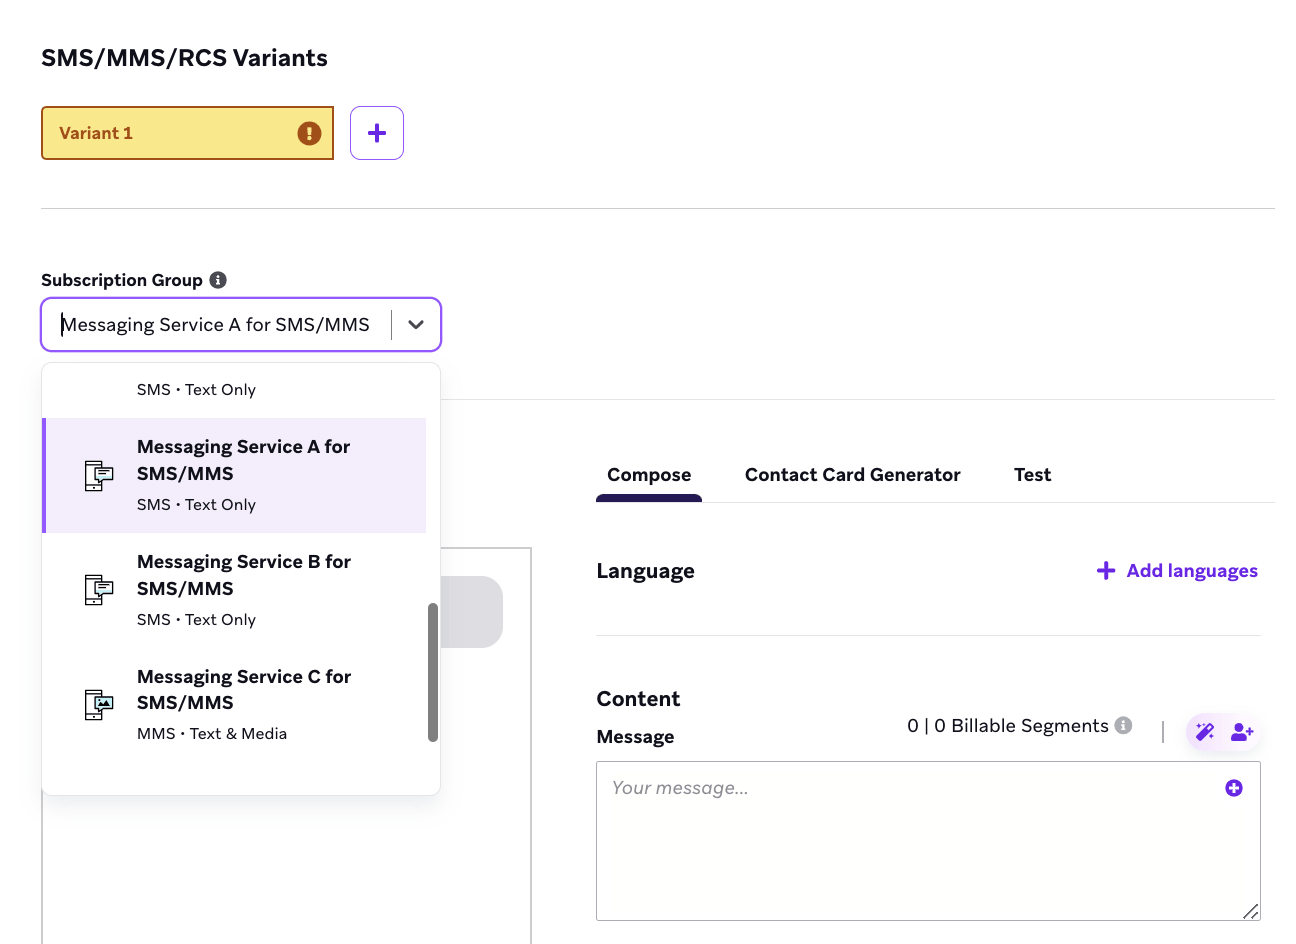 SMS/MMS/RCS Variants
Variant 1
Subscription Group
Messaging Service A for SMS/MMS
SMS • Text Only
Messaging Service A for
SMS/MMS
SMS • Text Only
Messaging Service B for
SMS/MMS
SMS • Text Only
Messaging Service C for
SMS/MMS
MMS • Text & Media
Compose
Contact Card Generator
Test
Language
Add languages
Content
Message
0 | 0 Billable Segments
Your message...